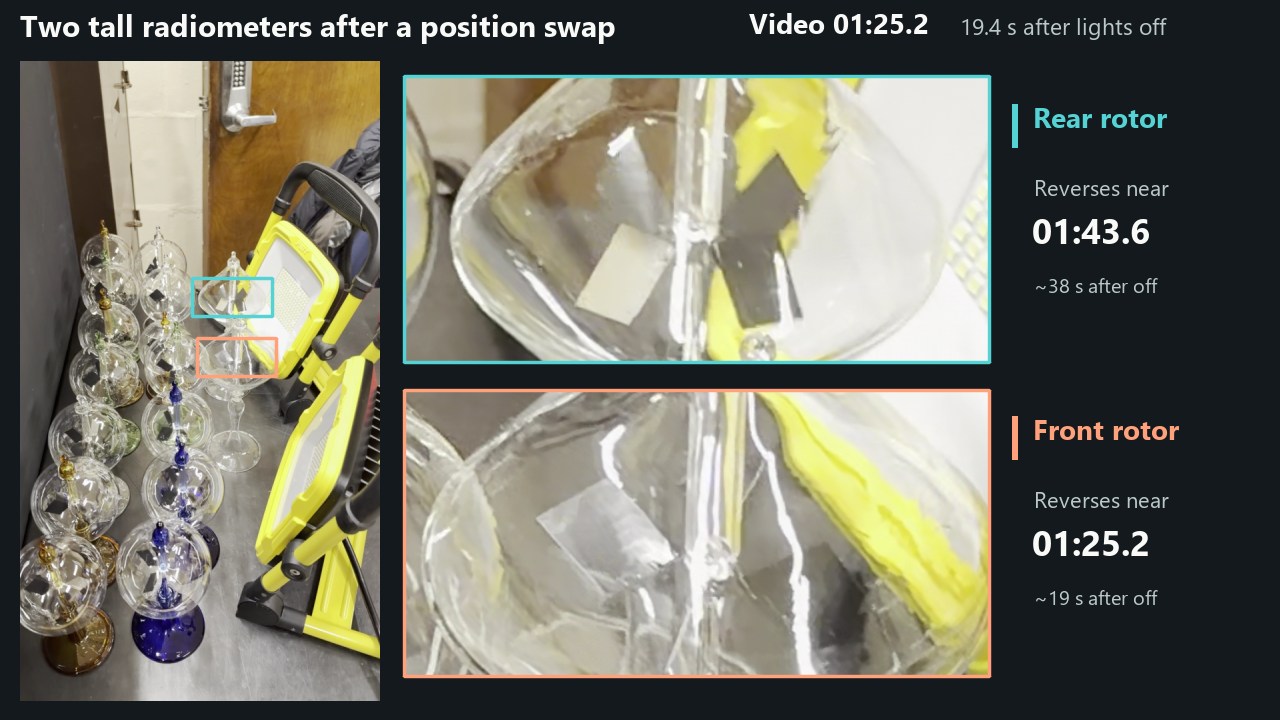 Two tall radiometers after a position swap
Video 01:25.2
19.4 s after lights off
Rear rotor
Reverses near
01:43.6
~38 s after off
Front rotor
Reverses near
01:25.2
~19 s after off